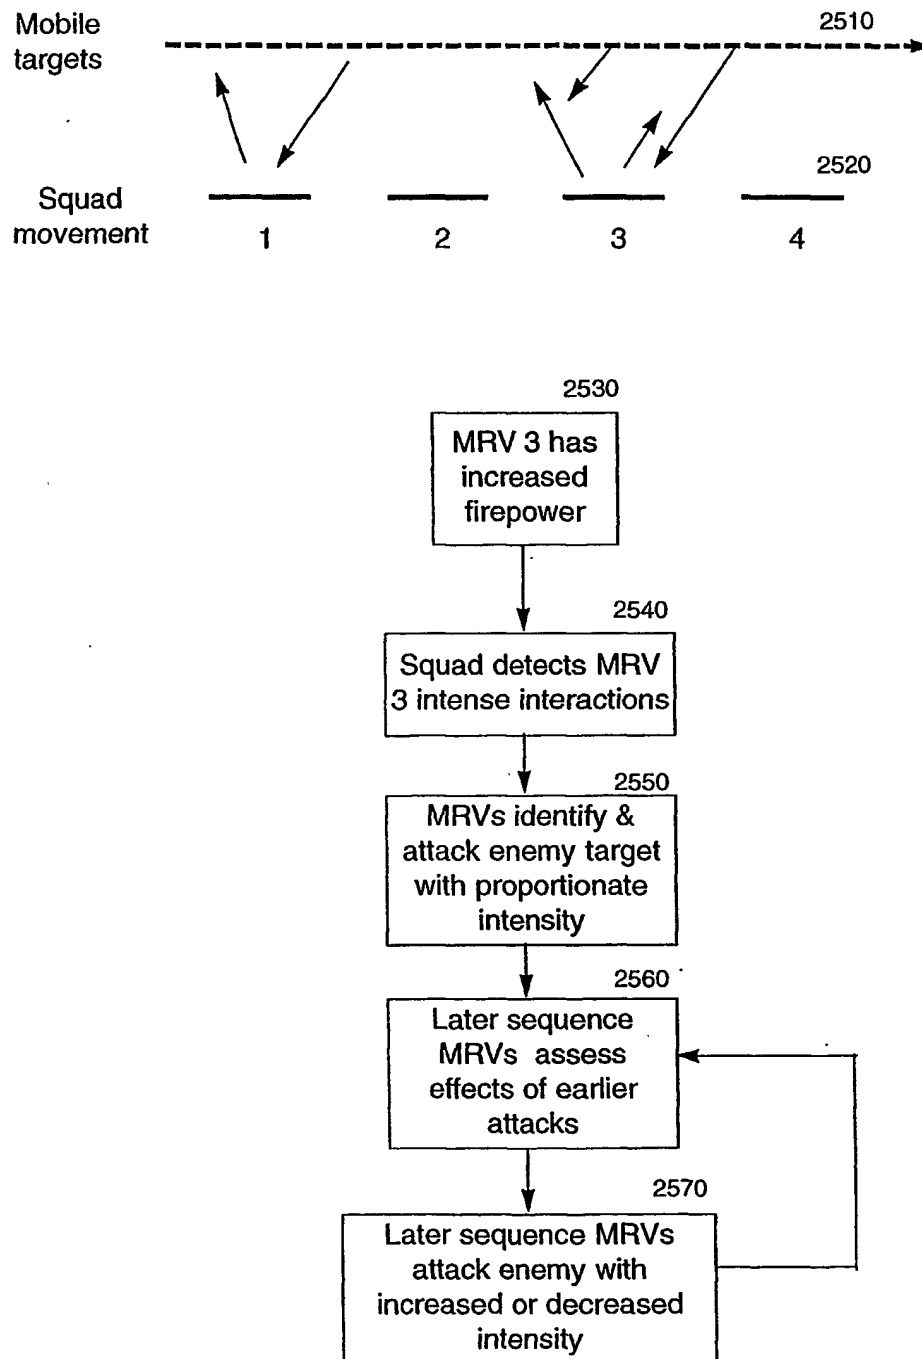 Mobile
targets
2510
2520
Squad
movement
1 2 3 4
2530
MRV 3 has
increased
firepower
2540
Squad detects MRV
3 intense interactions
2550
MRVs identify &
attack enemy target
with proportionate
intensity
2560
Later sequence
MRVs assess
effects of earlier
attacks
2570
Later sequence MRVs
attack enemy with
increased or decreased
intensity